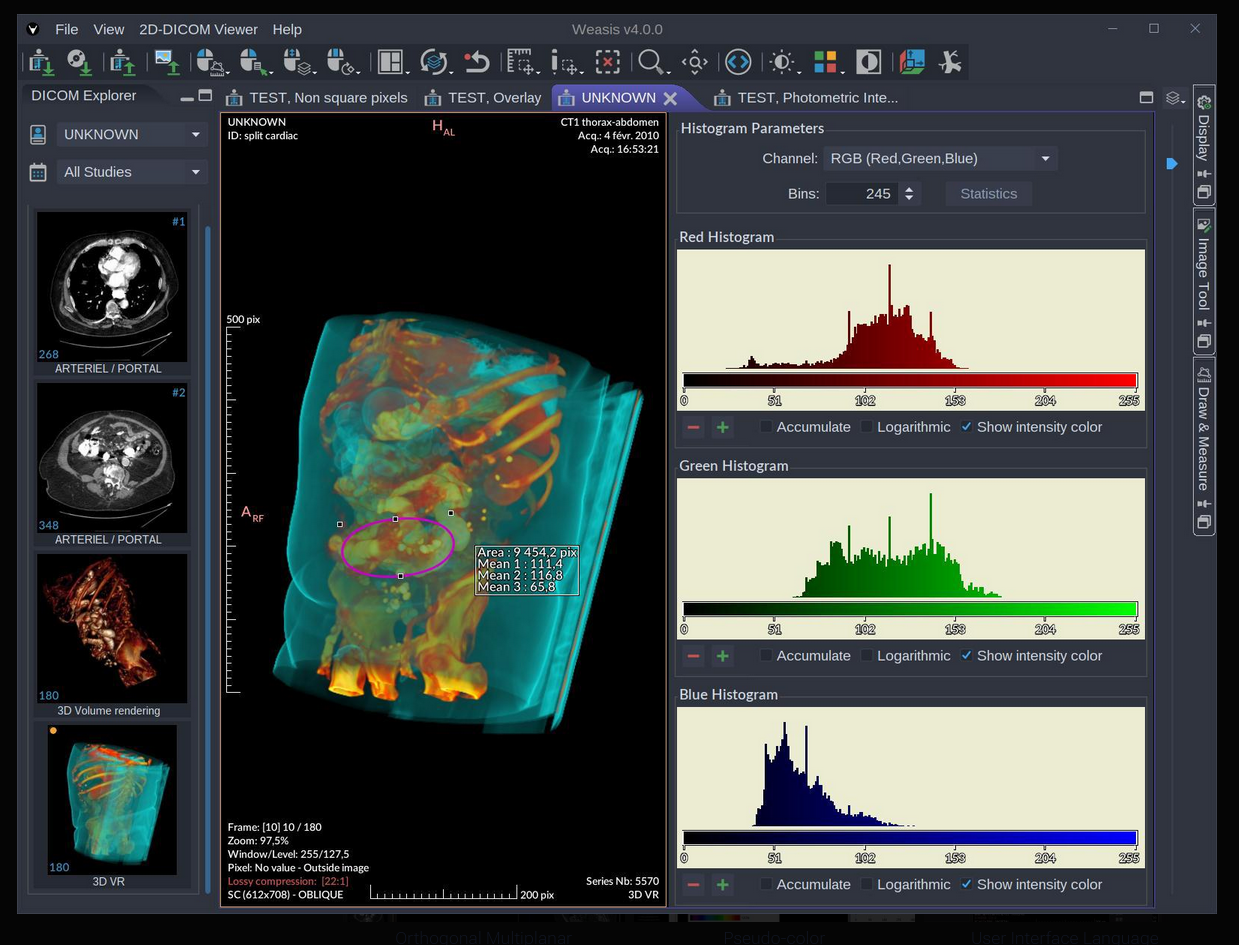 File View 2D-DICOM Viewer Help
Weasis v4.0.0
DICOM Explorer
TEST, Non square pixels
TEST, Overlay
UNKNOWN
TEST, Photometric Inte...
UNKNOWN
All Studies
#1
268
ARTERIEL / PORTAL
#2
348
ARTERIEL / PORTAL
180
3D Volume rendering
180
3D VR
UNKNOWN
ID: split cardiac
H AL
CT1 thorax-abdomen
Acq.: 4 févr. 2010
Acq.: 16:53:21
500 pix
A RF
Area : 9 454,2 pix
Mean 1 : 111,4
Mean 2 : 116,8
Mean 3 : 65,8
Frame: [10] 10 / 180
Zoom: 97,5%
Window/Level: 255/127,5
Pixel: No value - Outside image
Lossy compression: [22:1]
SC (612x708) - OBLIQUE
200 pix
Series Nb: 5570
3D VR
Histogram Parameters
Channel: RGB (Red,Green,Blue)
Bins: 245 Statistics
Red Histogram
0 51 102 153 204 255
Accumulate Logarithmic Show intensity color
Green Histogram
0 51 102 153 204 255
Accumulate Logarithmic Show intensity color
Blue Histogram
0 51 102 153 204 255
Accumulate Logarithmic Show intensity color
Display
Image Tool
Draw & Measure
Orthogonal Multiplanar
Pseudo-color
User Interface Language